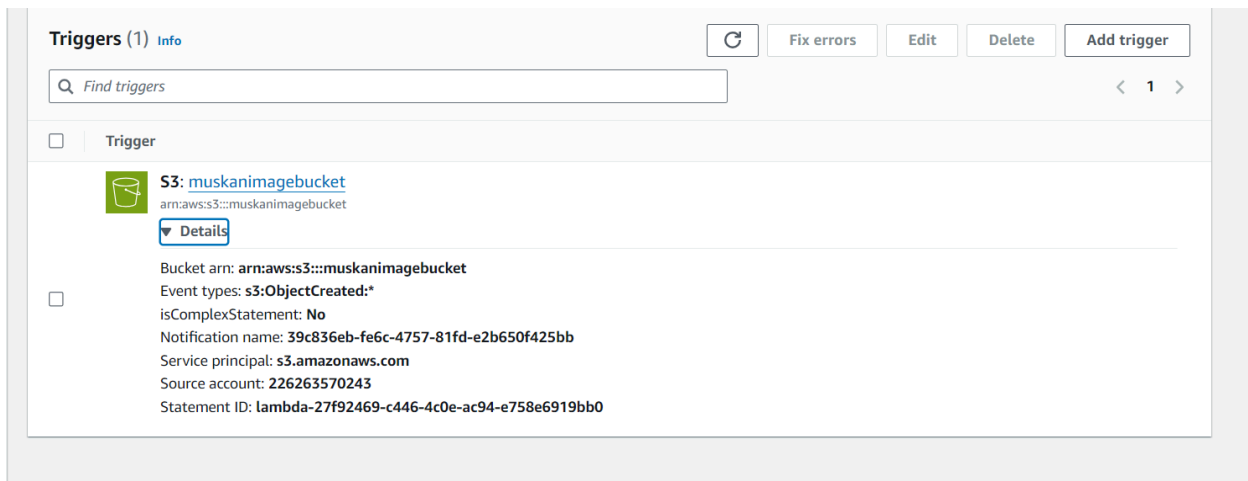 Triggers (1) Info
Fix errors Edit Delete Add trigger
Find triggers
1
Trigger
S3: muskanimagebucket
arn:aws:s3:::muskanimagebucket
▼ Details
Bucket arn: arn:aws:s3:::muskanimagebucket
Event types: s3:ObjectCreated:*
isComplexStatement: No
Notification name: 39c836eb-fe6c-4757-81fd-e2b650f425bb
Service principal: s3.amazonaws.com
Source account: 226263570243
Statement ID: lambda-27f92469-c446-4c0e-ac94-e758e6919bb0